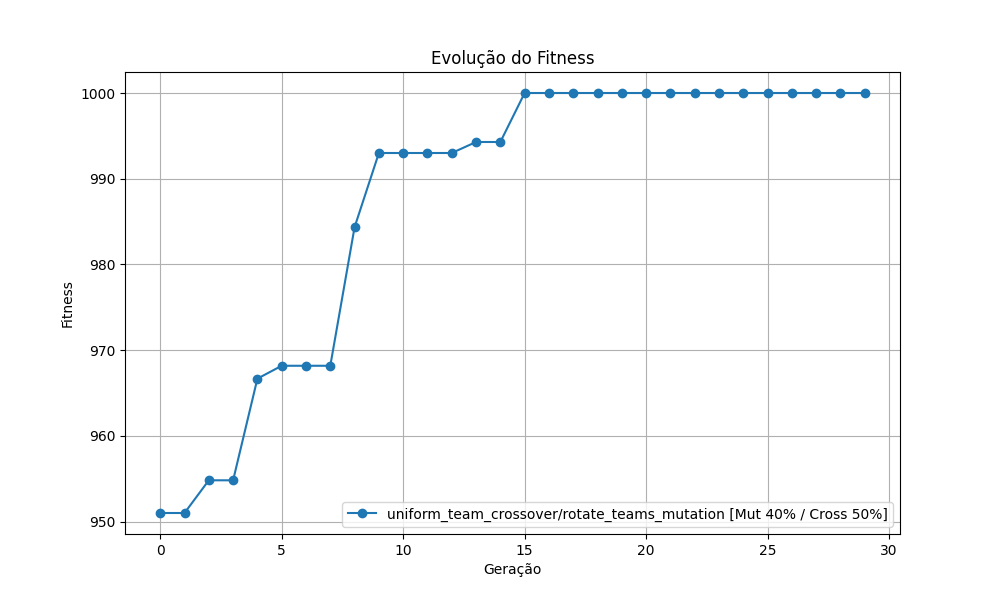 Evolução do Fitness
Fitness
1000
990
980
970
960
950
uniform_team_crossover/rotate_teams_mutation [Mut 40% / Cross 50%]
0 5 10 15 20 25 30
Geração